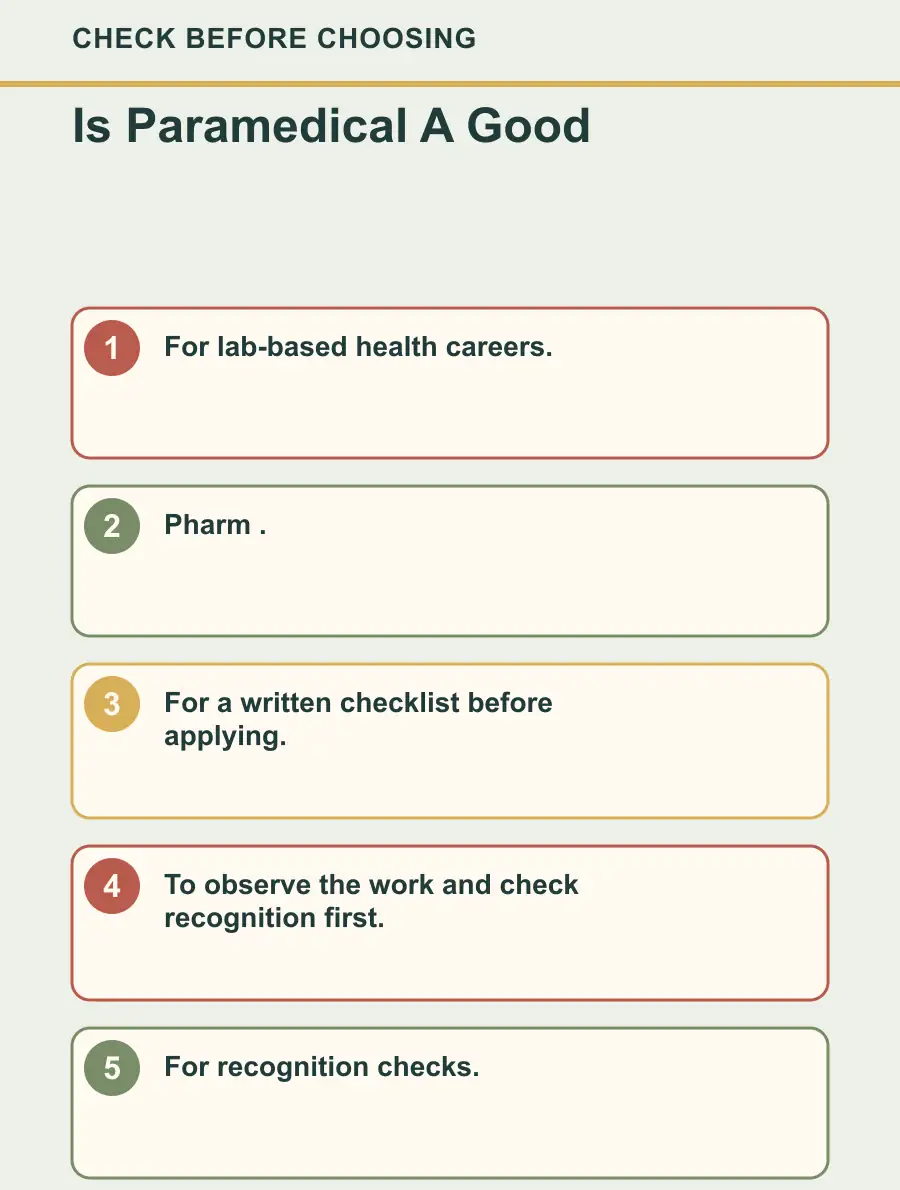 CHECK BEFORE CHOOSING
Is Paramedical A Good
1
For lab-based health careers.
2
Pharm .
3
For a written checklist before
applying.
4
To observe the work and check
recognition first.
5
For recognition checks.